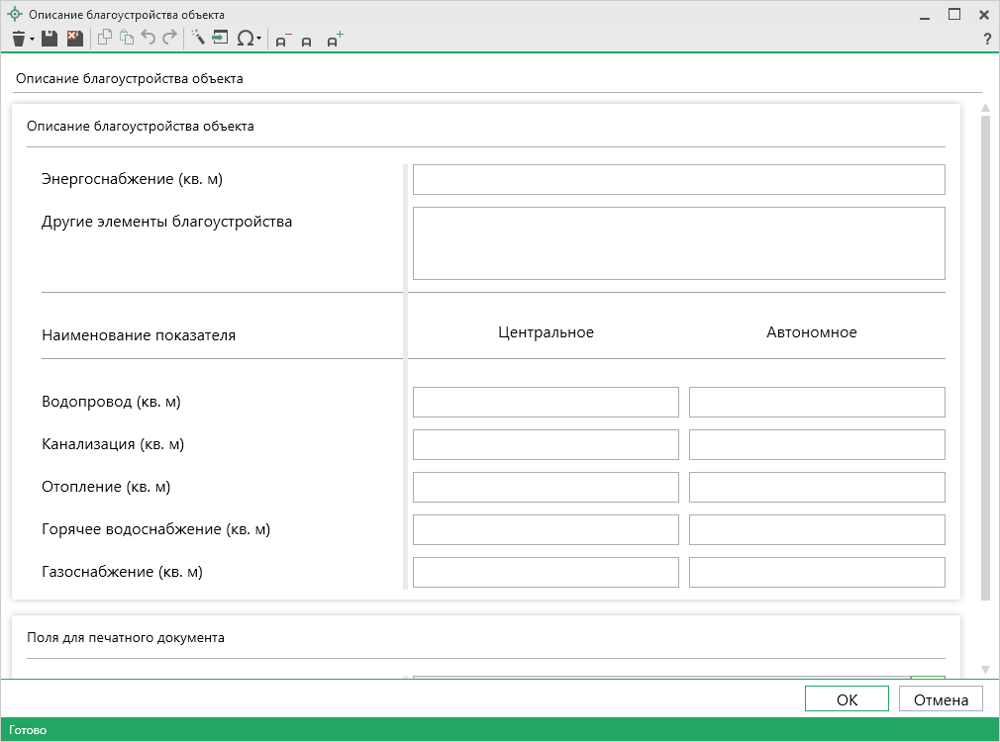 Описание благоустройства объекта
?
Описание благоустройства объекта
Описание благоустройства объекта
Энергоснабжение (кв. м)
Другие элементы благоустройства
Наименование показателя Центральное Автономное
Водопровод (кв. м)
Канализация (кв. м)
Отопление (кв. м)
Горячее водоснабжение (кв. м)
Газоснабжение (кв. м)
Поля для печатного документа
ОК Отмена
Готово